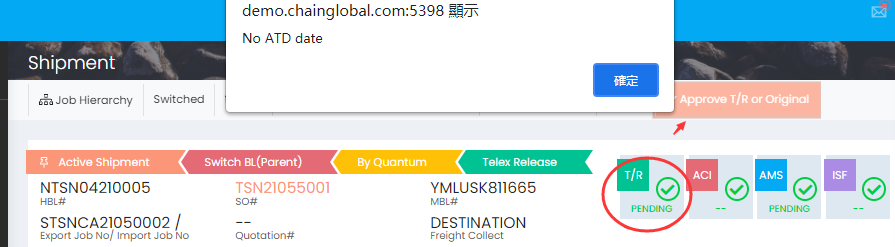 demo.chainglobal.com:5398 顯示
No ATD date
確定
Shipment
Job Hierarchy
Switched
Approve T/R or Original
Active Shipment
Switch BL(Parent)
By Quantum
Telex Release
T/R
ACI
AMS
ISF
NTSN04210005
TSN21055001
YMLUSK811665
HBL#
SO#
MBL#
PENDING
--
PENDING
--
STSNCA21050002 /
--
DESTINATION
Export Job No/ Import Job No
Quotation#
Freight Collect